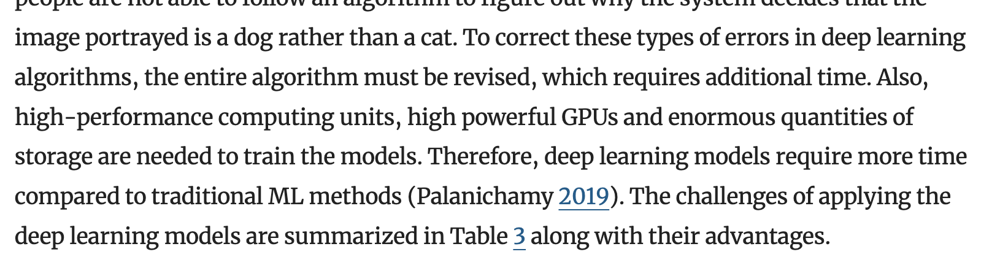 people are not able to follow an algorithm to figure out why the system decides that the
image portrayed is a dog rather than a cat. To correct these types of errors in deep learning
algorithms, the entire algorithm must be revised, which requires additional time. Also,
high-performance computing units, high powerful GPUs and enormous quantities of
storage are needed to train the models. Therefore, deep learning models require more time
compared to traditional ML methods (Palanichamy 2019). The challenges of applying the
deep learning models are summarized in Table 3 along with their advantages.